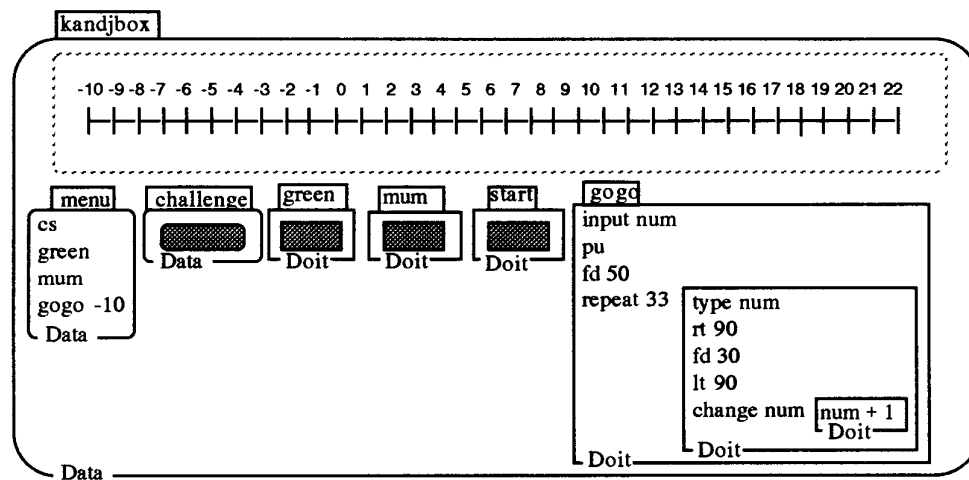 kandjbox
-10 -9 -8 -7 -6 -5 -4 -3 -2 -1 0 1 2 3 4 5 6 7 8 9 10 11 12 13 14 15 16 17 18 19 20 21 22
menu
cs
green
mum
gogo -10
Data
challenge
Data
green
Doit
mum
Doit
start
Doit
gogo
input num
pu
fd 50
repeat 33
type num
rt 90
fd 30
lt 90
change num
num + 1
Doit
Doit
Doit
Data